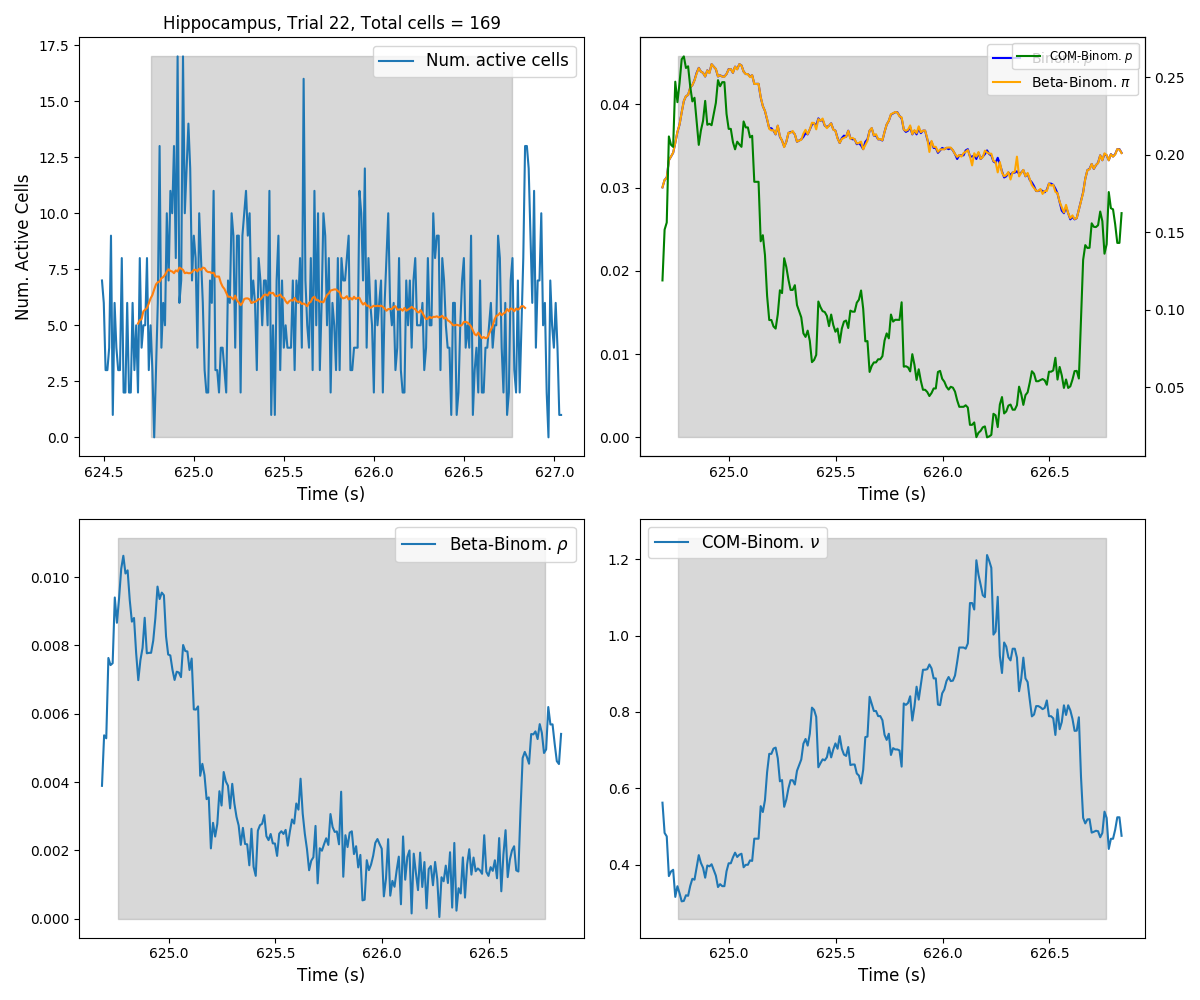 Hippocampus, Trial 22, Total cells = 169
Num. Active Cells
17.5
15.0
12.5
10.0
7.5
5.0
2.5
0.0
Num. active cells
624.5 625.0 625.5 626.0 626.5 627.0
Time (s)
0.04
0.03
0.02
0.01
0.00
COM-Binom. p
Beta-Binom. π
0.25
0.20
0.15
0.10
0.05
625.0 625.5 626.0 626.5
Time (s)
0.010
0.008
0.006
0.004
0.002
0.000
Beta-Binom. ρ
625.0 625.5 626.0 626.5
Time (s)
1.2
1.0
0.8
0.6
0.4
COM-Binom. ν
625.0 625.5 626.0 626.5
Time (s)